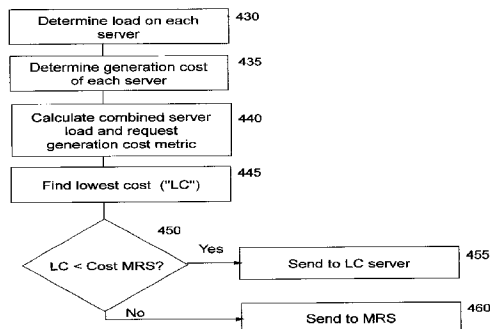 Determine load on each
server
430
Determine generation cost
of each server
435
Calculate combined server
load and request
generation cost metric
440
Find lowest cost ("LC")
445
450
LC < Cost MRS?
Yes
Send to LC server
455
No
Send to MRS
460